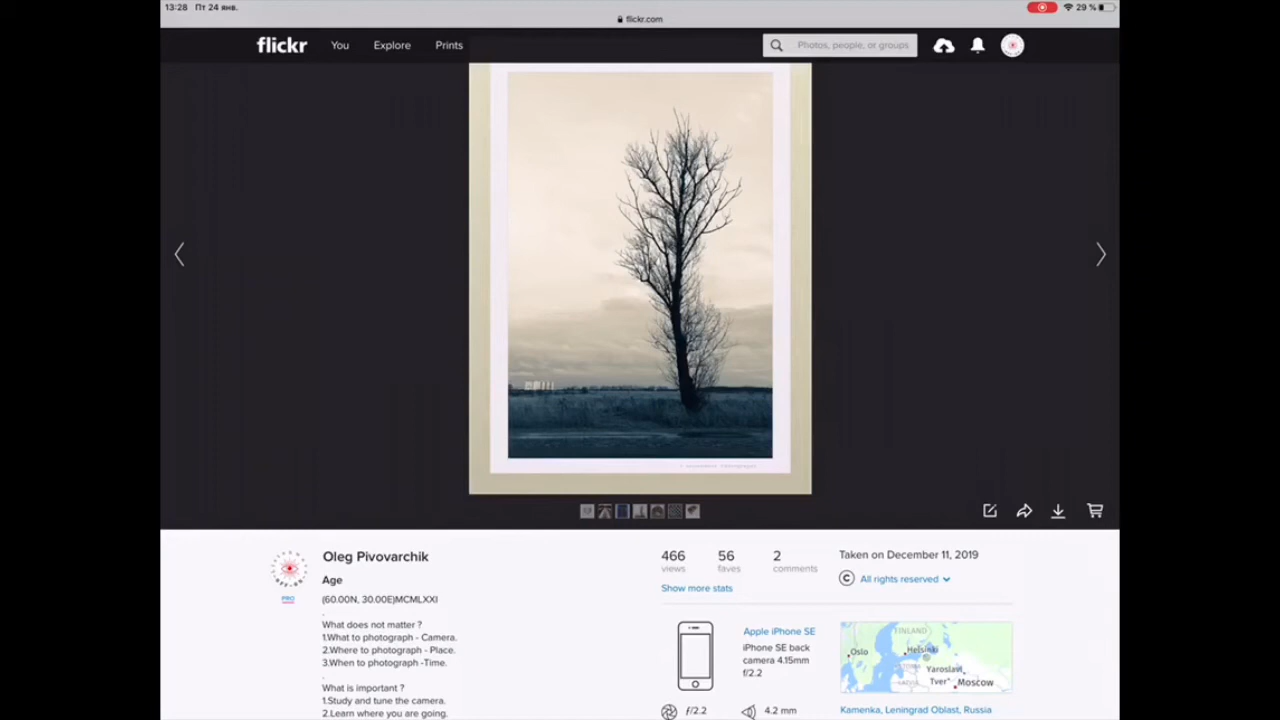 13:28 Пт 24 янв.
29 %
flickr.com
flickr You Explore Prints
Photos, people, or groups
Oleg Pivovarchik
PRO
Age
(60.00N, 30.00E)MCMLXXI
.
What does not matter ?
1.What to photograph - Camera.
2.Where to photograph - Place.
3.When to photograph -Time.
.
What is important ?
1.Study and tune the camera.
2.Learn where you are going.
466 56 2
views faves comments
Show more stats
Taken on December 11, 2019
All rights reserved
Apple iPhone SE
iPhone SE back
camera 4.15mm
f/2.2
ƒ/2.2 4.2 mm
FINLAND
Oslo Helsinki
Yaroslavl
Tver' Moscow
LATVIA
Kamenka, Leningrad Oblast, Russia